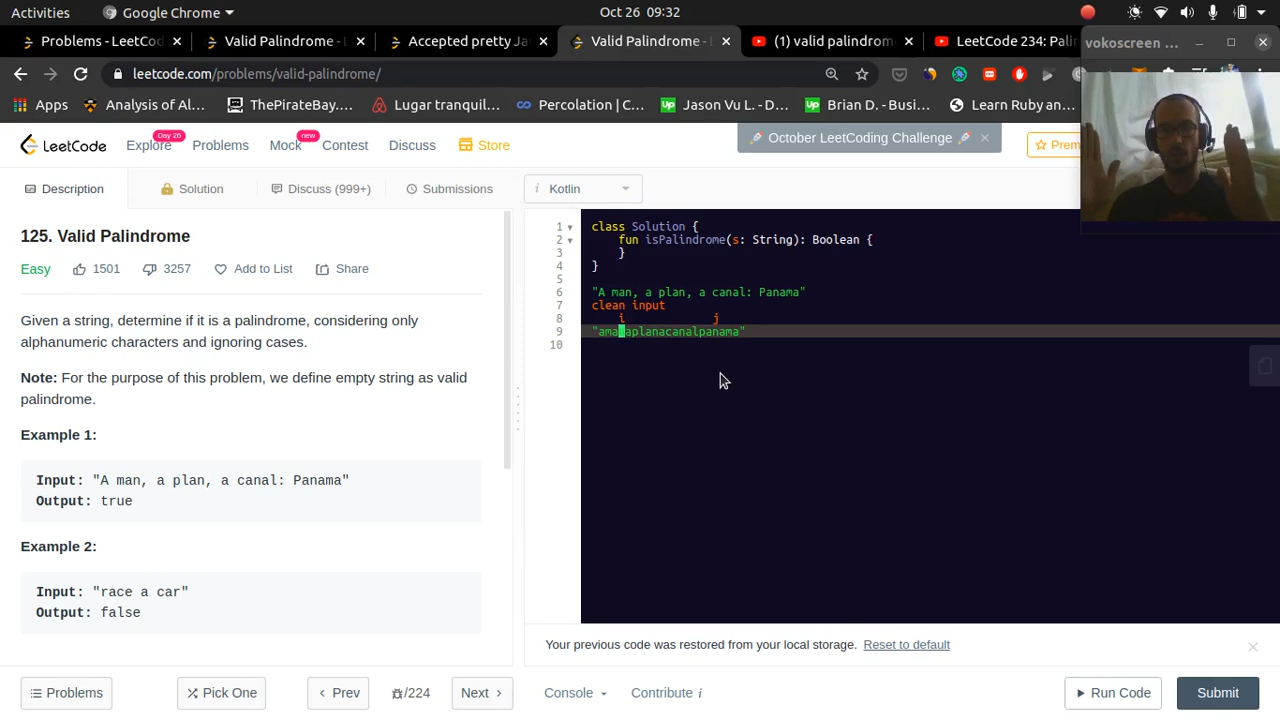 Activities Google Chrome Oct 26 09:32
Problems - LeetCo Valid Palindrome - L Accepted pretty Ja Valid Palindrome - L (1) valid palindrom LeetCode 234: Pali vokoscreen ...
leetcode.com/problems/valid-palindrome/
Apps Analysis of Al... ThePirateBay.... Lugar tranquil... Percolation | C... Jason Vu L. - D... Brian D. - Busi... Learn Ruby an...
LeetCode Explore Day 26 Problems Mock new Contest Discuss Store October LeetCoding Challenge Prem
Description Solution Discuss (999+) Submissions i Kotlin
125. Valid Palindrome
Easy 1501 3257 Add to List Share
Given a string, determine if it is a palindrome, considering only
alphanumeric characters and ignoring cases.
Note: For the purpose of this problem, we define empty string as valid
palindrome.
Example 1:
Input: "A man, a plan, a canal: Panama"
Output: true
Example 2:
Input: "race a car"
Output: false
1 class Solution {
2 fun isPalindrome(s: String): Boolean {
3 }
4 }
5
6 "A man, a plan, a canal: Panama"
7 clean input
8 i j
9 "amanaplanacanalpanama"
10
Your previous code was restored from your local storage. Reset to default
Problems Pick One < Prev /224 Next > Console Contribute i Run Code Submit